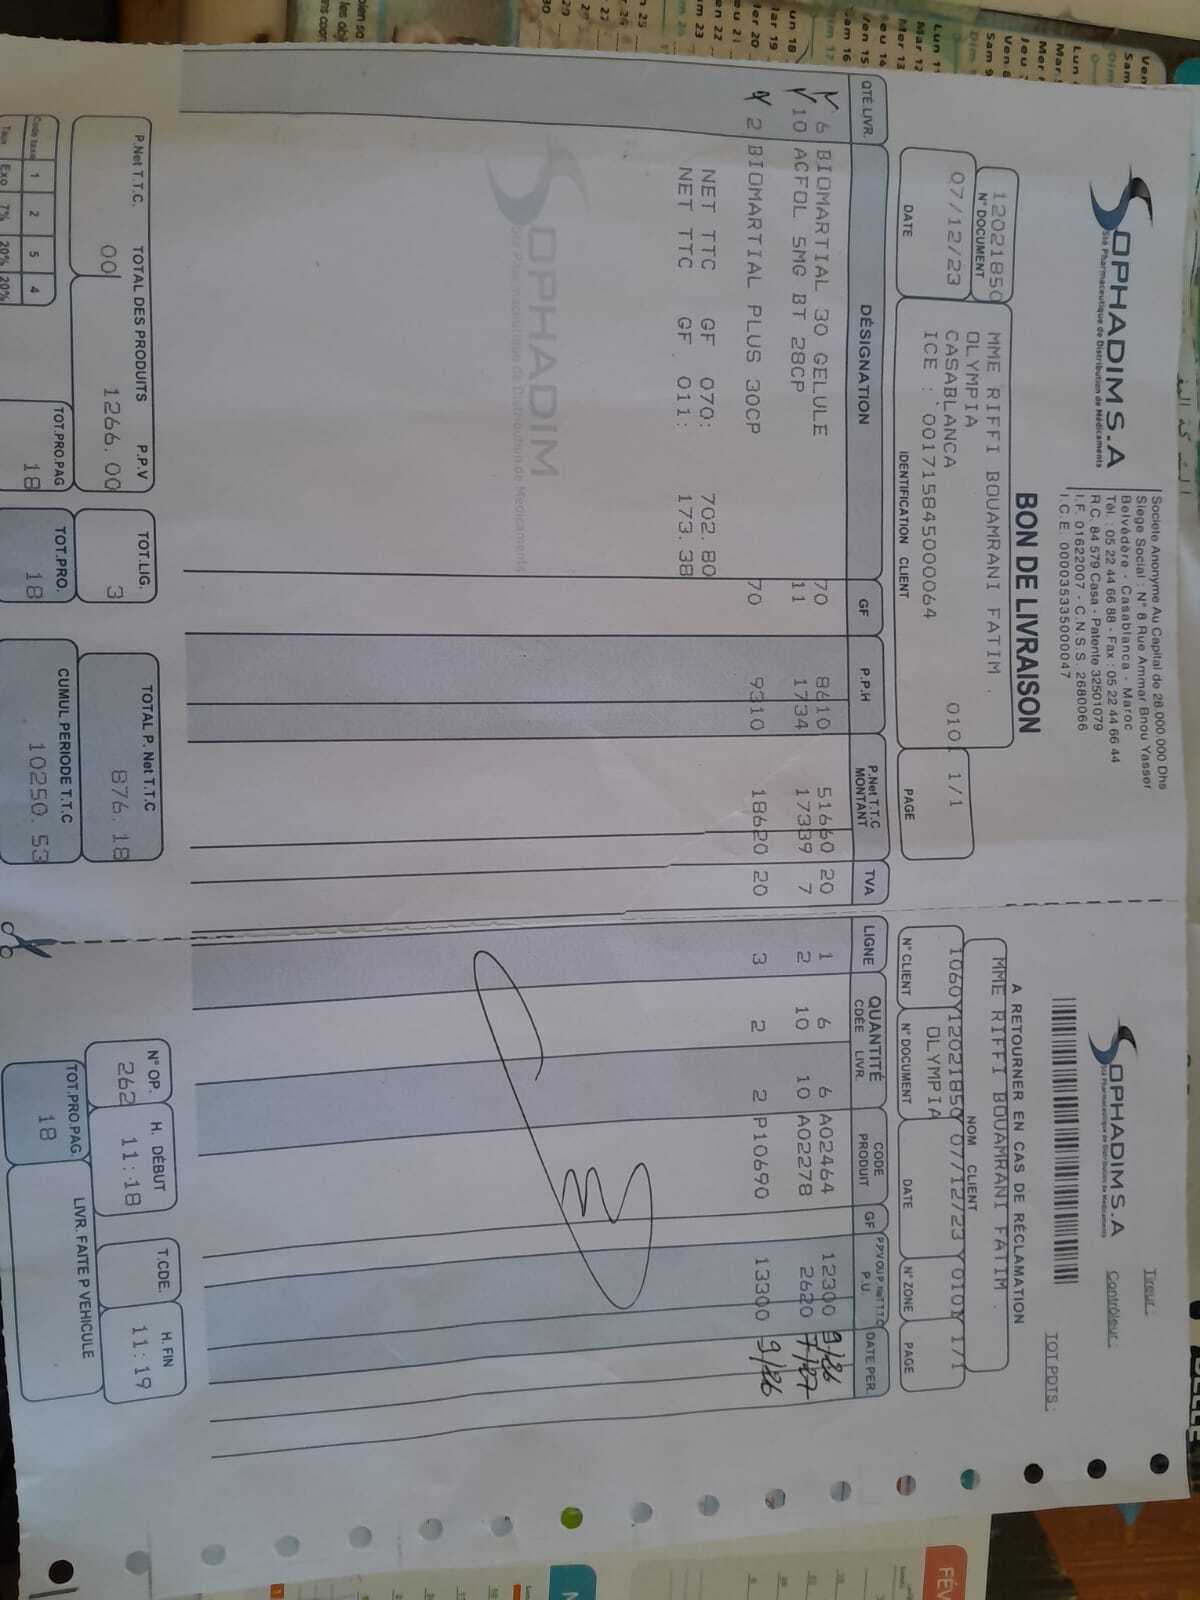 SOPHADIM S.A
Sté Pharmaceutique de Distribution de Médicaments
Societe Anonyme Au Capital de 28.000.000 Dhs
Siege Social : N° 8 Rue Ammar Bnou Yasser
Belvédère - Casablanca - Maroc
Tél. : 05 22 44 66 88 - Fax : 05 22 44 66 44
R.C. 84 579 Casa - Patente 32501079
I.F. 01622007 - C.N.S.S. 2680066
I.C.E. 000035335000047
BON DE LIVRAISON
12021850
N° DOCUMENT
07/12/23
DATE
MME RIFFI BOUAMRANI FATIM .
OLYMPIA
CASABLANCA 010
ICE : 001715845000064
IDENTIFICATION CLIENT
1/1
PAGE
QTÉ.LIVR. DÉSIGNATION GF P.P.H P.Net T.T.C MONTANT TVA
6 BIOMARTIAL 30 GELULE 70 8610 51660 20
10 ACFOL 5MG BT 28CP 11 1734 17339 7
2 BIOMARTIAL PLUS 30CP 70 9310 18620 20
NET TTC GF 070: 702.80
NET TTC GF 011: 173.38
SOPHADIM
Sté Pharmaceutique de Distribution de Médicaments
P.Net T.T.C. TOTAL DES PRODUITS P.P.V
00 1266.00
TOT.LIG.
3
TOTAL P. Net T.T.C
876.18
TOT.PRO.PAG
18
TOT.PRO.
18
CUMUL PERIODE T.T.C
10250.53
Code taxe 1 2 5 4
Taux Exo 7% 20% 20%
SOPHADIM S.A
Sté Pharmaceutique de Distribution de Médicaments
Tireur :
Contrôleur :
TOT PDTS :
A RETOURNER EN CAS DE RÉCLAMATION
MME RIFFI BOUAMRANI FATIM .
NOM CLIENT
1060 12021850 07/12/23 0101 1/1
OLYMPIA
N° CLIENT N° DOCUMENT DATE N° ZONE PAGE
LIGNE QUANTITÉ CDÉE LIVR. CODE PRODUIT GF P.P.V OU P. Net T.T.C P.U. DATE PER.
1 6 6 A02464 12300 9/26
2 10 10 A02278 2620 7/27
3 2 2 P10690 13300 9/26
N° OP.
262
H. DÉBUT
11:18
T.CDE.
H. FIN
11:19
TOT.PRO.PAG.
18
LIVR. FAITE P VEHICULE